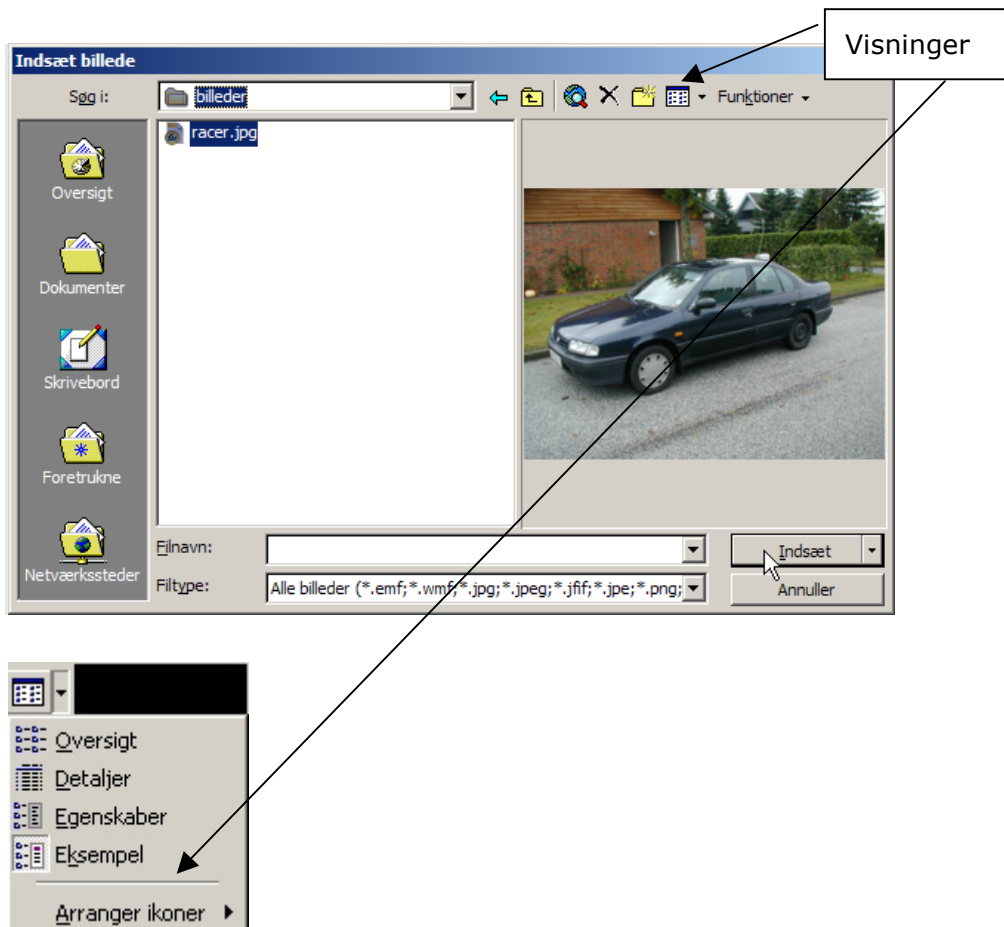 Visninger
Indsæt billede
Søg i:
billeder
Funktioner
racer.jpg
Oversigt
Dokumenter
Skrivebord
Foretrukne
Netværkssteder
Filnavn:
Indsæt
Filtype:
Alle billeder (*.emf;*.wmf;*.jpg;*.jpeg;*.jfif;*.jpe;*.png;
Annuller
Oversigt
Detaljer
Egenskaber
Eksempel
Arranger ikoner